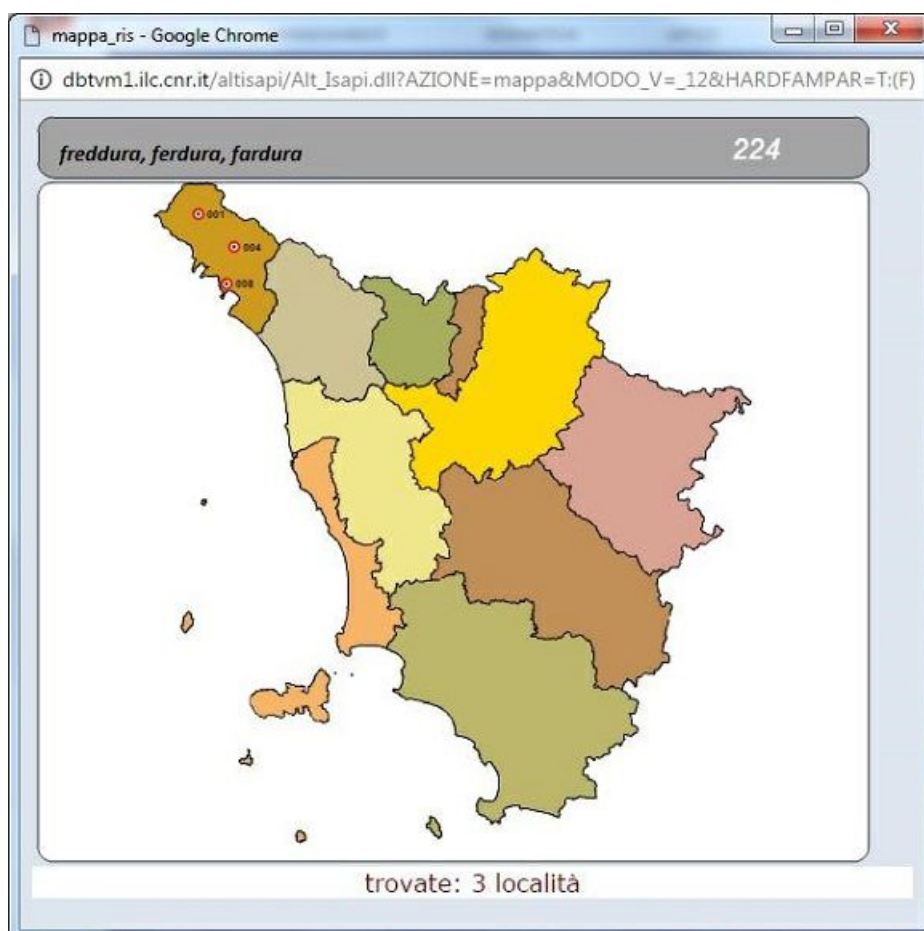 mappa_ris - Google Chrome
dbtvm1.ilc.cnr.it/altisapi/Alt_Isapi.dll?AZIONE=mappa&MODO_V=_12&HARDFAMPAR=T:(F)
freddura, ferdura, fardura
224
001
004
008
trovate: 3 località